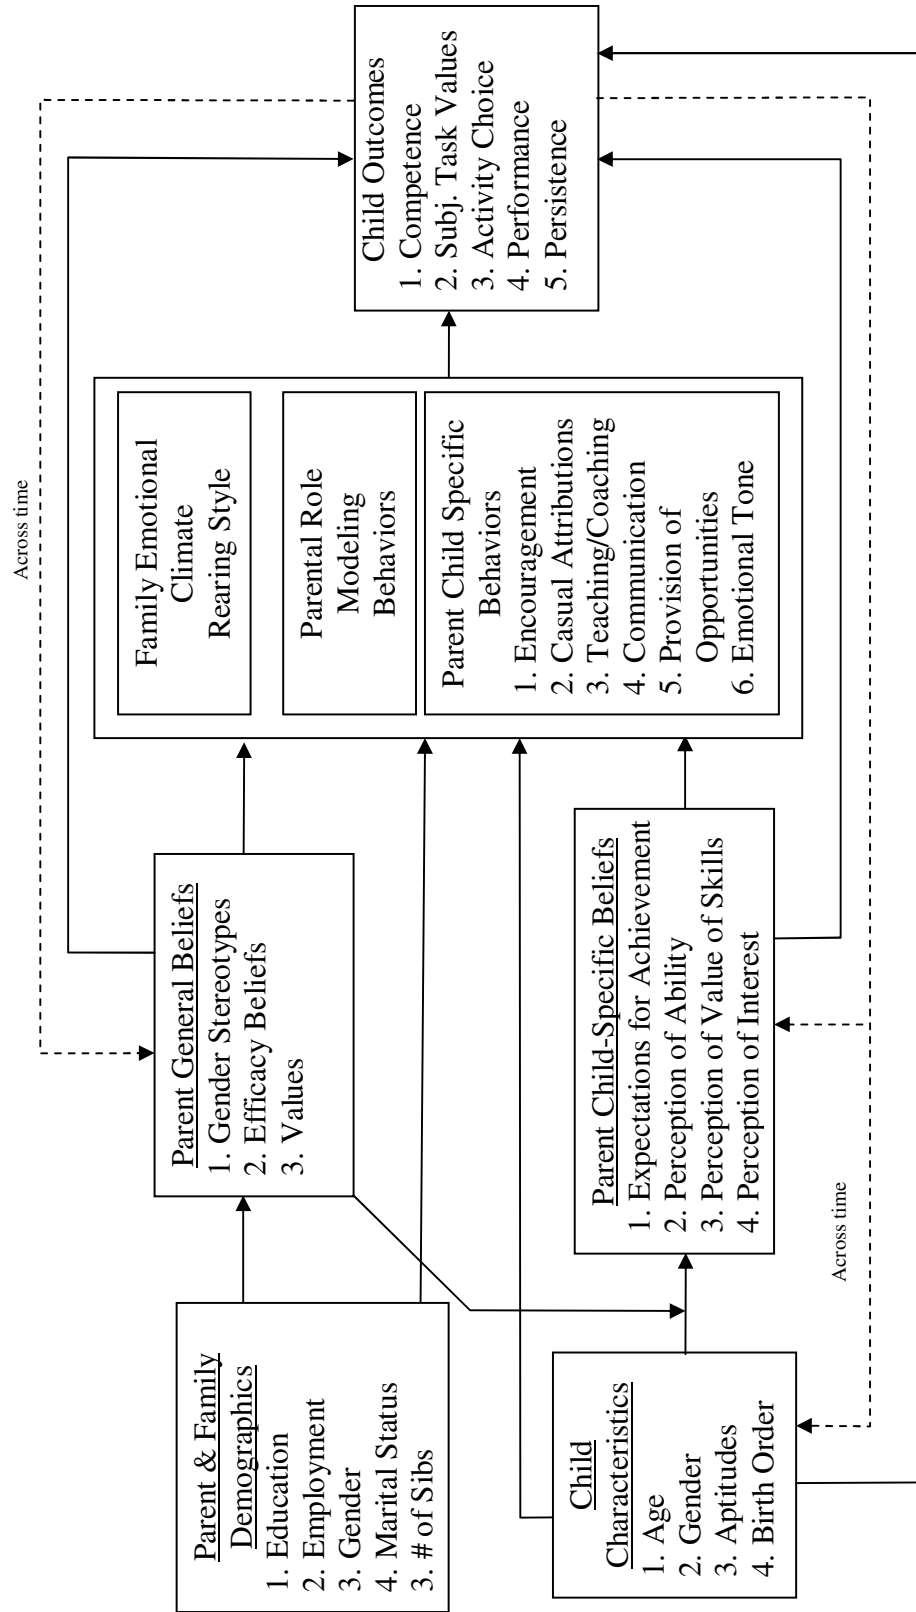 Parent & Family
Demographics
1. Education
2. Employment
3. Gender
4. Marital Status
3. # of Sibs
Child
Characteristics
1. Age
2. Gender
3. Aptitudes
4. Birth Order
Parent General Beliefs
1. Gender Stereotypes
2. Efficacy Beliefs
3. Values
Parent Child-Specific Beliefs
1. Expectations for Achievement
2. Perception of Ability
3. Perception of Value of Skills
4. Perception of Interest
Across time
Across time
Family Emotional
Climate
Rearing Style
Parental Role
Modeling
Behaviors
Parent Child Specific
Behaviors
1. Encouragement
2. Casual Attributions
3. Teaching/Coaching
4. Communication
5. Provision of
Opportunities
6. Emotional Tone
Child Outcomes
1. Competence
2. Subj. Task Values
3. Activity Choice
4. Performance
5. Persistence